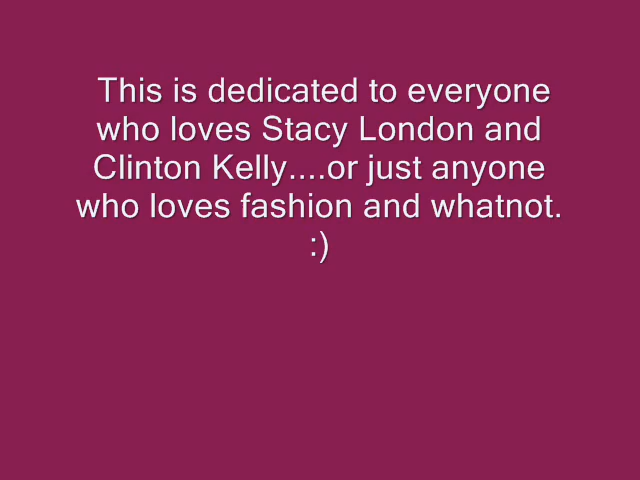 This is dedicated to everyone
who loves Stacy London and
Clinton Kelly....or just anyone
who loves fashion and whatnot.
:)